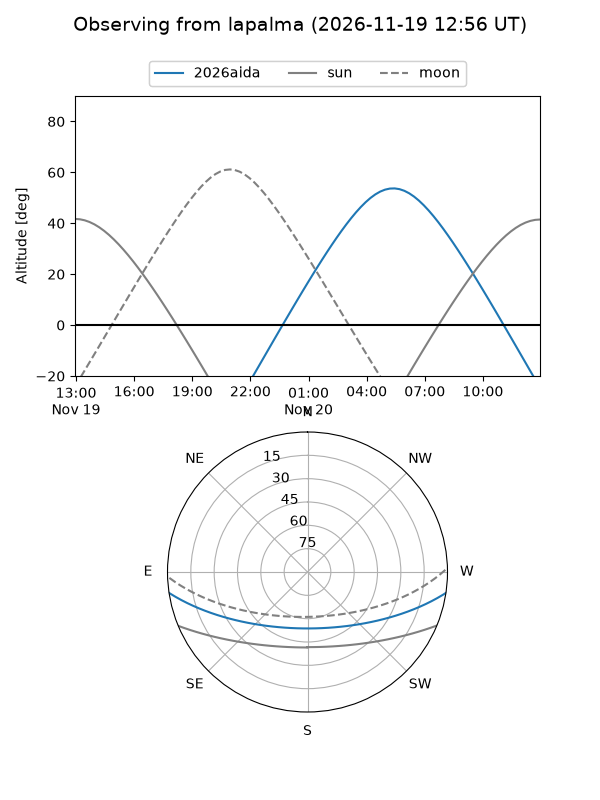 Observing from lapalma (2026-11-19 12:56 UT)
2026aida sun moon
80
60
40
20
0
−20
Altitude [deg]
13:00 16:00 19:00 22:00 01:00 04:00 07:00 10:00
Nov 19 Nov 20
N
NE NW
15
30
45
60
75
E W
SE SW
S